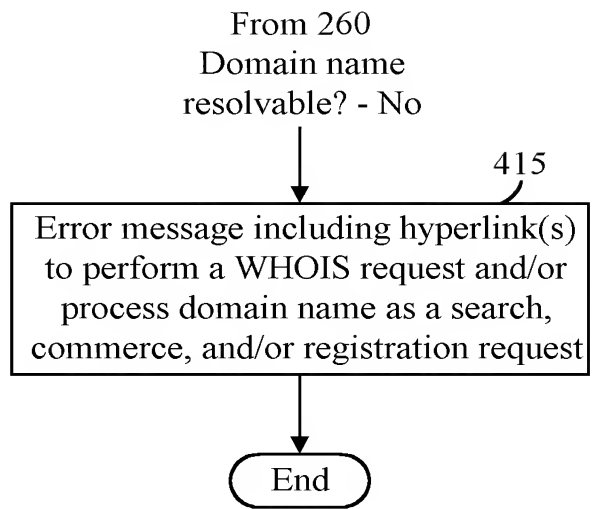 From 260
Domain name
resolvable? - No
415
Error message including hyperlink(s)
to perform a WHOIS request and/or
process domain name as a search,
commerce, and/or registration request
End